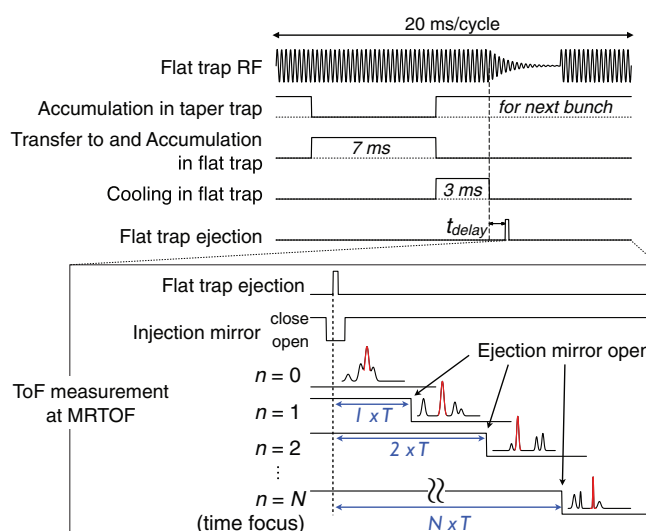 20 ms/cycle
Flat trap RF
Accumulation in taper trap
for next bunch
Transfer to and Accumulation
in flat trap
7 ms
Cooling in flat trap
3 ms
Flat trap ejection
tdelay
Flat trap ejection
Injection mirror
close
open
Ejection mirror open
ToF measurement
at MRTOF
n = 0
n = 1
1 x T
n = 2
2 x T
⋮
n = N
(time focus)
N x T